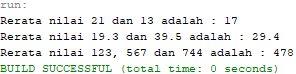 run:
Rerata nilai 21 dan 13 adalah : 17
Rerata nilai 19.3 dan 39.5 adalah : 29.4
Rerata nilai 123, 567 dan 744 adalah : 478
BUILD SUCCESSFUL (total time: 0 seconds)